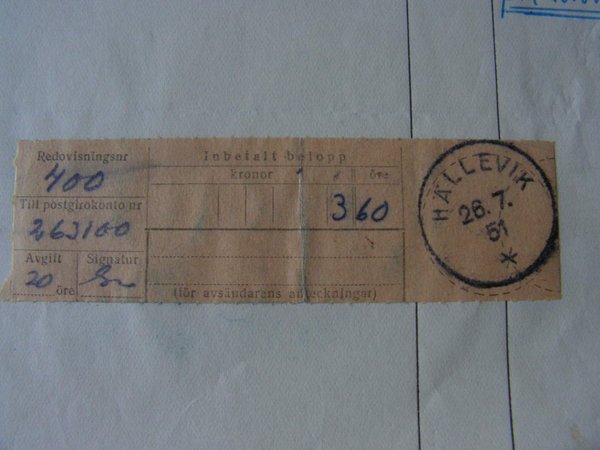 Redovisningsnr
400
Till postgirokonto nr
263100
Avgift Signatur
20 öre
Inbetalt belopp
kronor öre
3 60
(för avsändarens anteckningar)
HÄLLEVIK
26.7.
51